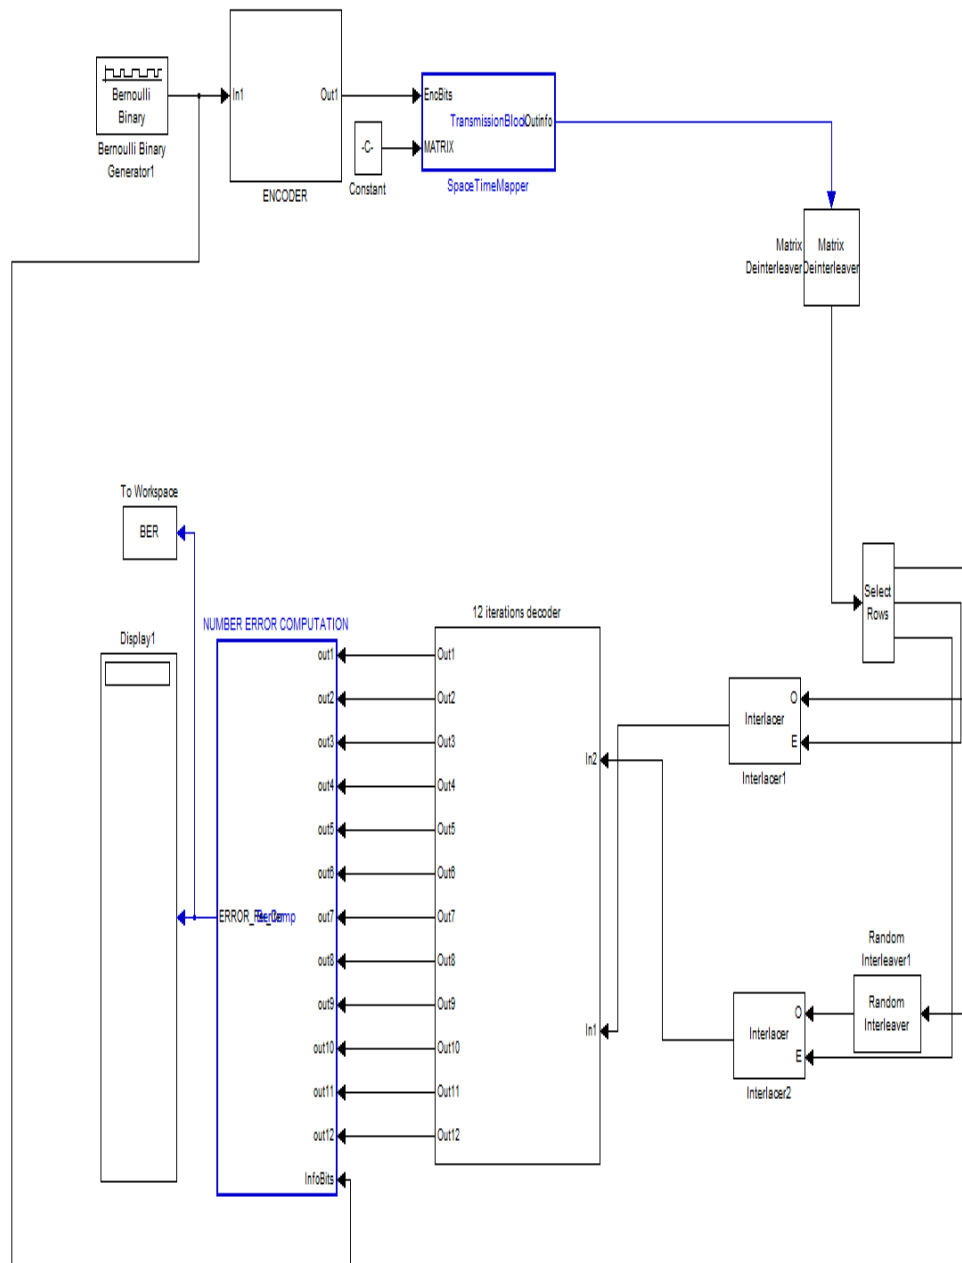 Bernoulli
Binary
Bernoulli Binary
Generator1
In1
Out1
ENCODER
-C-
Constant
EncBits
TransmissionBlock
Outinfo
MATRIX
SpaceTimeMapper
Matrix
Deinterleaver
Matrix
Deinterleaver
Select
Rows
To Workspace
BER
Display1
NUMBER ERROR COMPUTATION
out1
out2
out3
out4
out5
out6
ERROR_
out7
out8
out9
out10
out11
out12
InfoBits
12 iterations decoder
Out1
Out2
Out3
Out4
Out5
Out6
Out7
Out8
Out9
Out10
Out11
Out12
In2
In1
O
Interlacer
E
Interlacer1
Random
Interleaver1
Random
Interleaver
O
Interlacer
E
Interlacer2